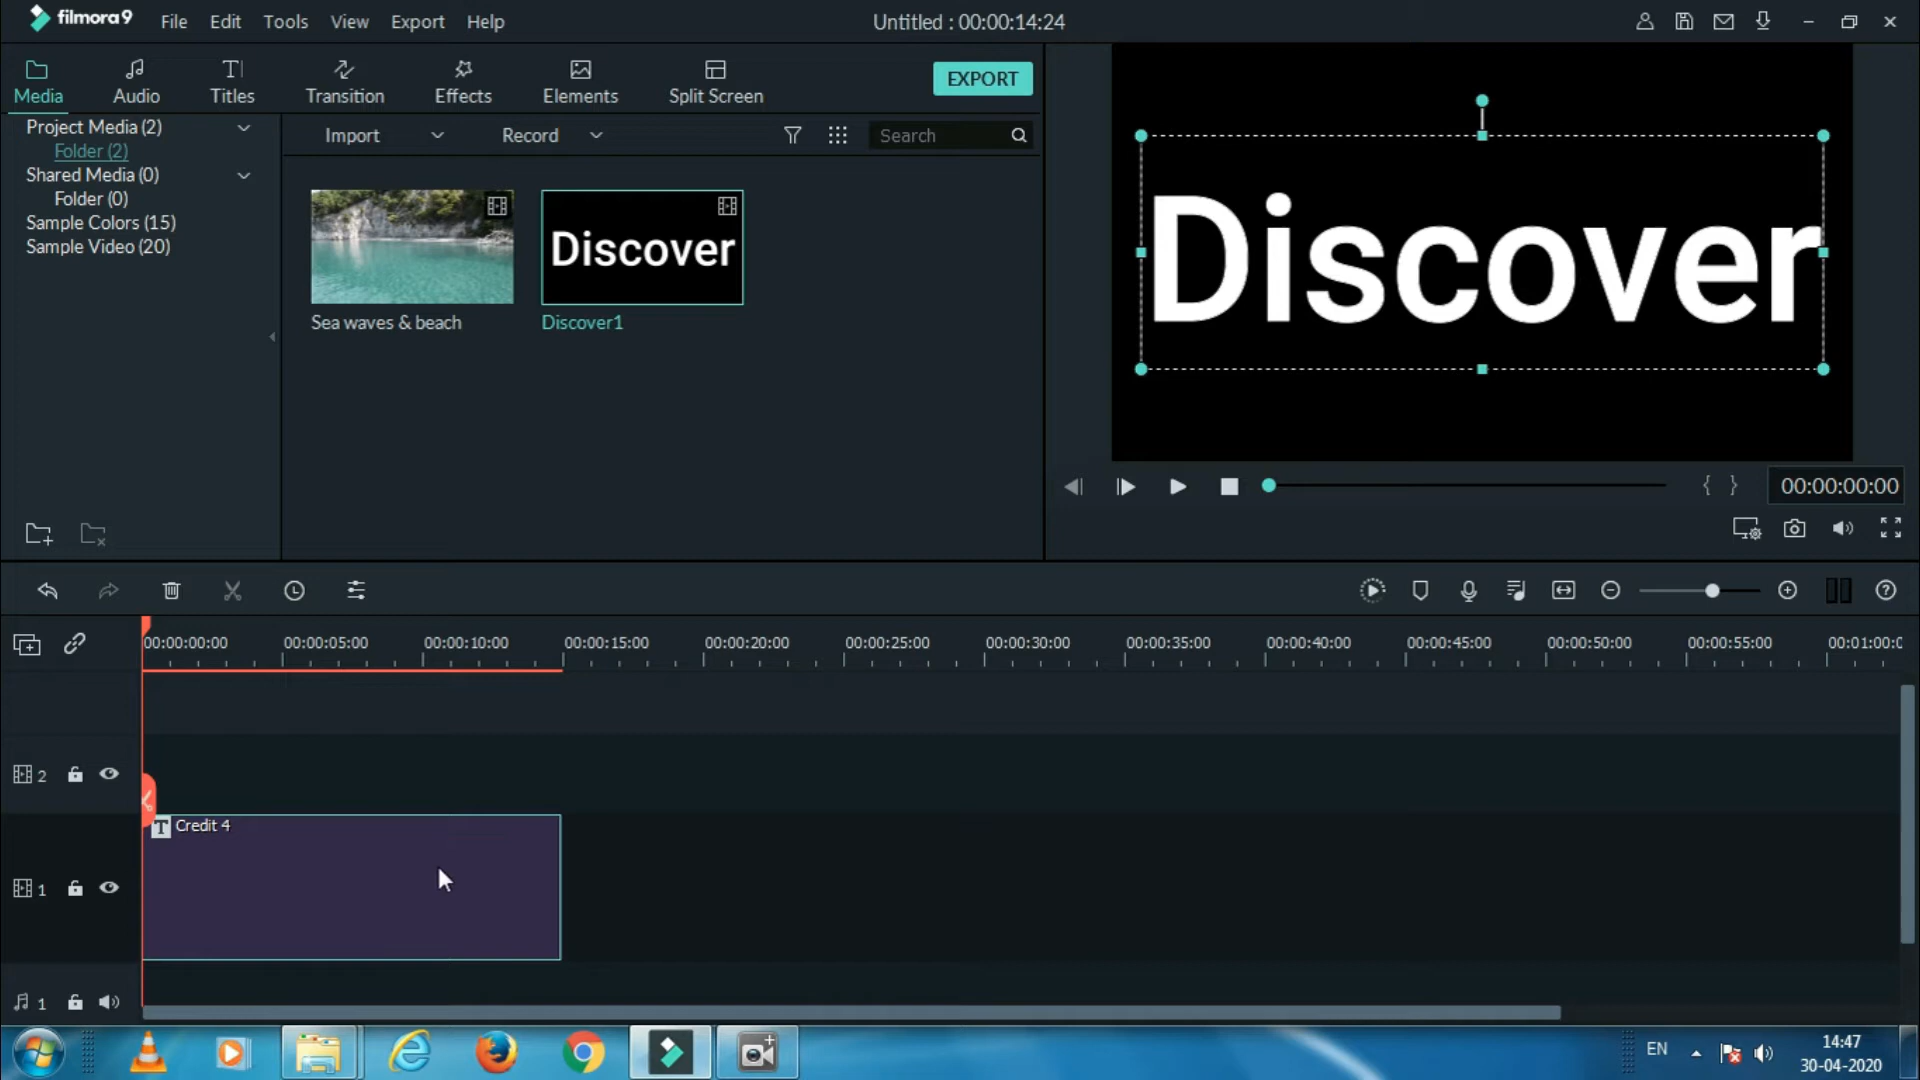 filmora9 File Edit Tools View Export Help Untitled : 00:00:14:24
Media Audio Titles Transition Effects Elements Split Screen EXPORT
Project Media (2)
Folder (2)
Shared Media (0)
Folder (0)
Sample Colors (15)
Sample Video (20)
Import Record Search
Discover
Sea waves & beach Discover1
Discover
{ } 00:00:00:00
00:00:00:00 00:00:05:00 00:00:10:00 00:00:15:00 00:00:20:00 00:00:25:00 00:00:30:00 00:00:35:00 00:00:40:00 00:00:45:00 00:00:50:00 00:00:55:00 00:01:00:0
2
T Credit 4
1
1
EN 14:47
30-04-2020